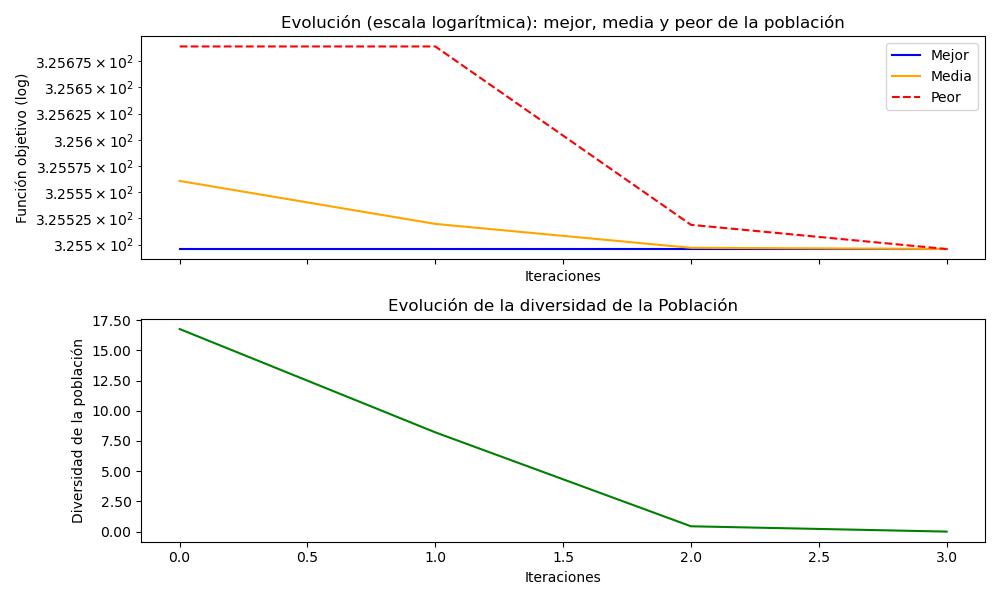 Evolución (escala logarítmica): mejor, media y peor de la población
Función objetivo (log)
3.25675 × 10²
3.2565 × 10²
3.25625 × 10²
3.256 × 10²
3.25575 × 10²
3.2555 × 10²
3.25525 × 10²
3.255 × 10²
Mejor
Media
Peor
Iteraciones
Evolución de la diversidad de la Población
Diversidad de la población
17.50
15.00
12.50
10.00
7.50
5.00
2.50
0.00
0.0 0.5 1.0 1.5 2.0 2.5 3.0
Iteraciones